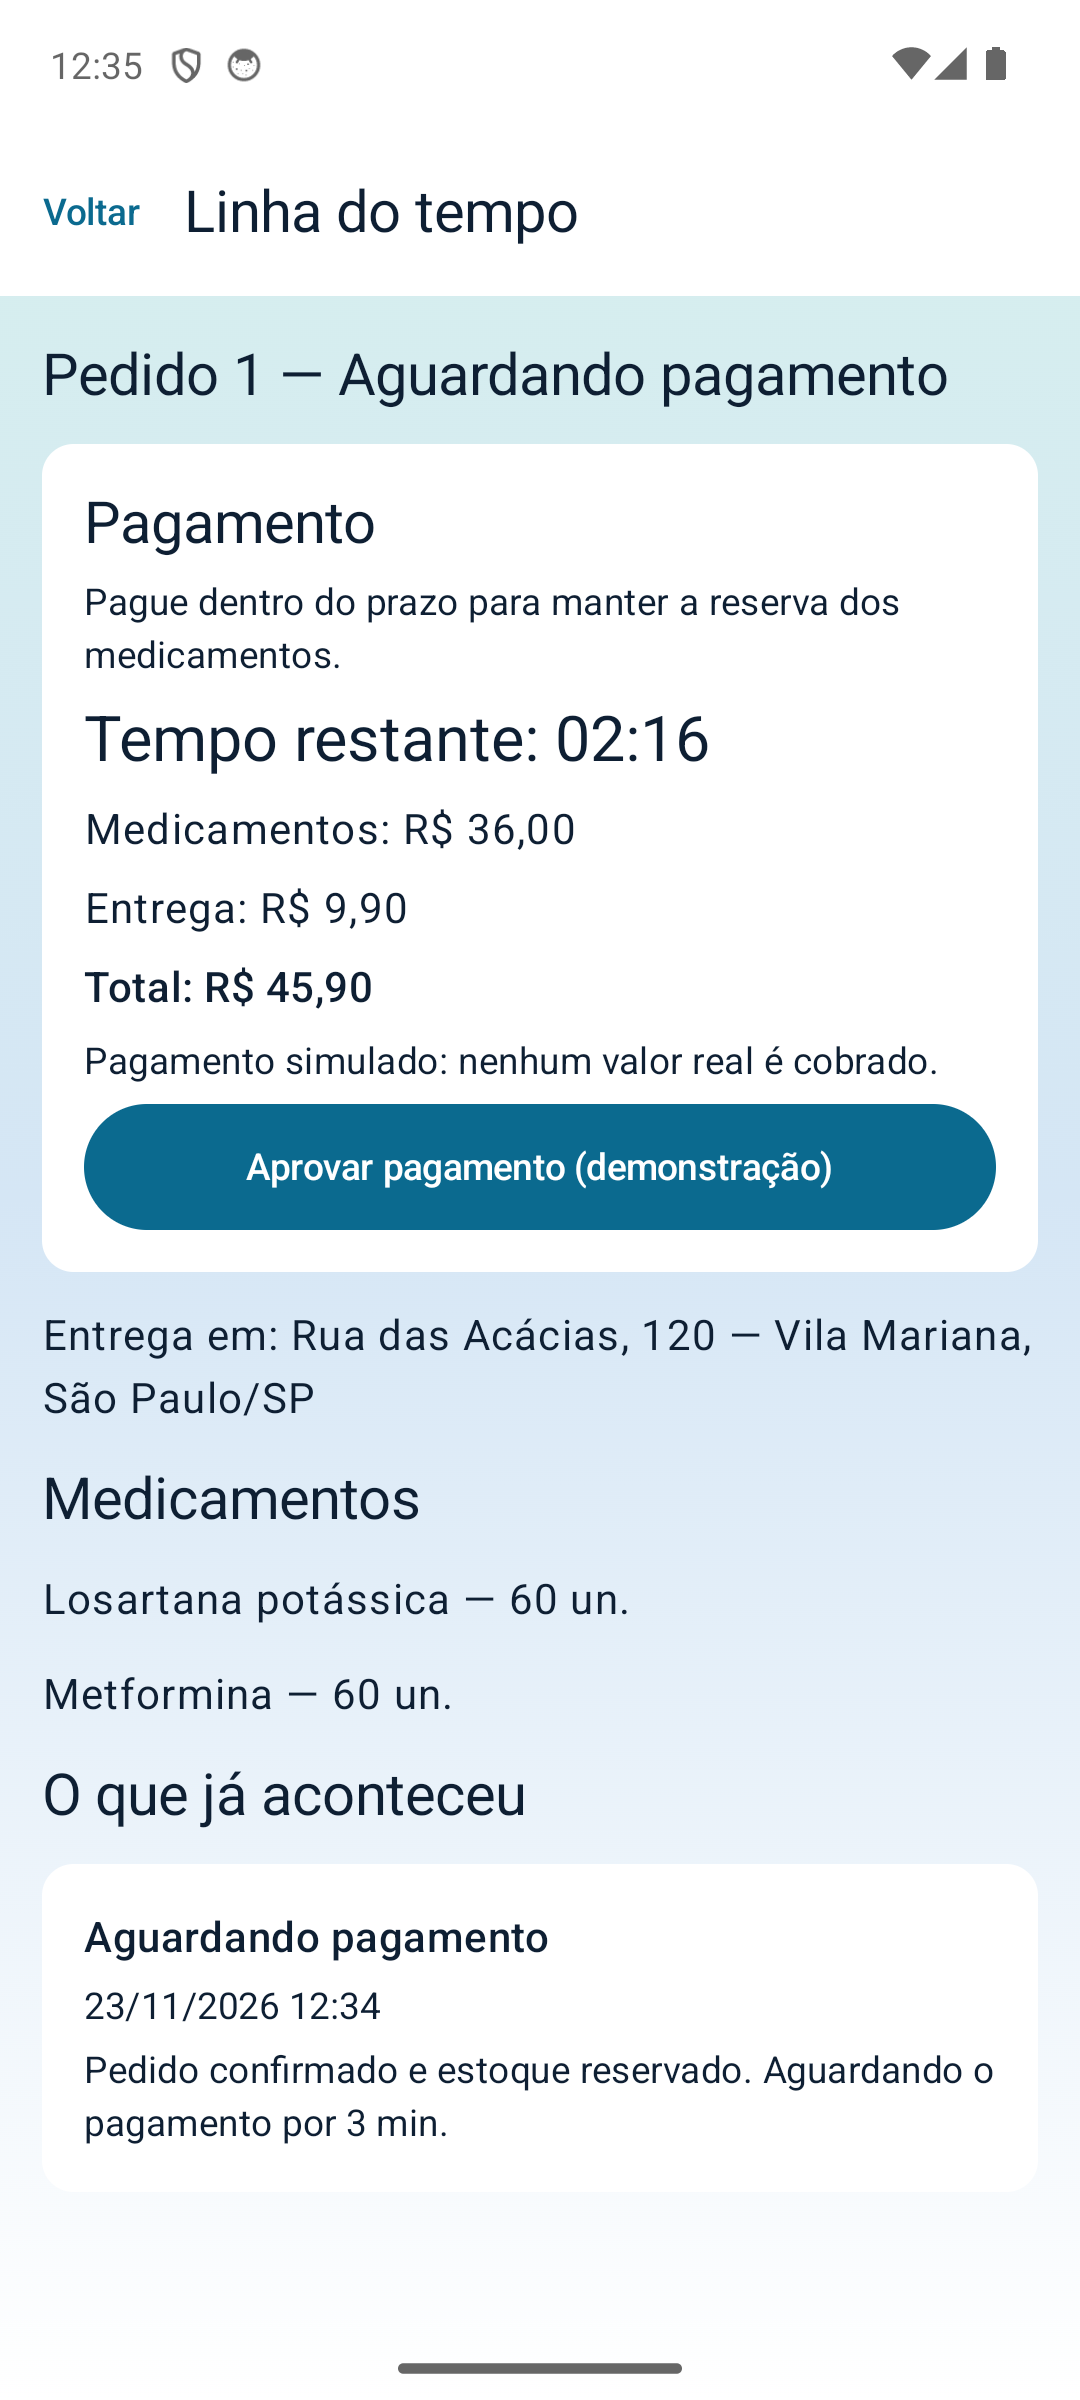 12:35
Voltar
Linha do tempo
Pedido 1 — Aguardando pagamento
Pagamento
Pague dentro do prazo para manter a reserva dos
medicamentos.
Tempo restante: 02:16
Medicamentos: R$ 36,00
Entrega: R$ 9,90
Total: R$ 45,90
Pagamento simulado: nenhum valor real é cobrado.
Aprovar pagamento (demonstração)
Entrega em: Rua das Acácias, 120 — Vila Mariana,
São Paulo/SP
Medicamentos
Losartana potássica — 60 un.
Metformina — 60 un.
O que já aconteceu
Aguardando pagamento
23/11/2026 12:34
Pedido confirmado e estoque reservado. Aguardando o
pagamento por 3 min.